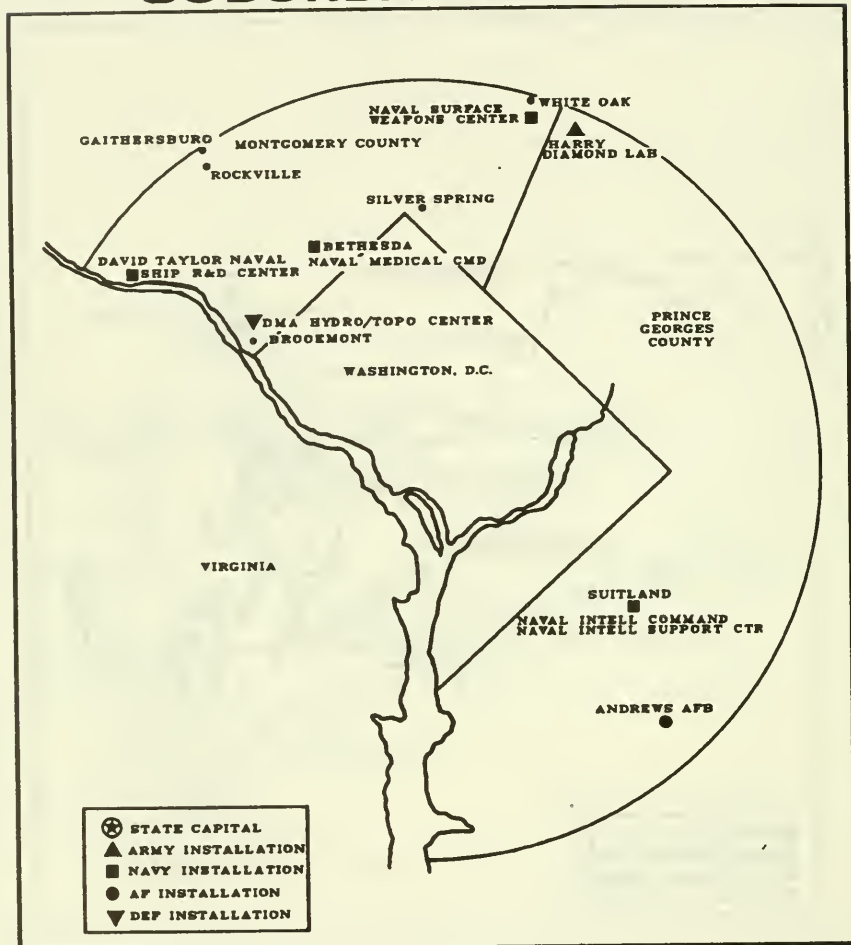 NAVAL SURFACE
WEAPONS CENTER
WHITE OAK
GAITHERSBURO
MONTGOMERY COUNTY
HARRY
DIAMOND LAB
ROCKVILLE
SILVER SPRING
BETHESDA
NAVAL MEDICAL CMD
DAVID TAYLOR NAVAL
SHIP R&D CENTER
DMA HYDRO/TOPO CENTER
BROOKMONT
PRINCE
GEORGES
COUNTY
WASHINGTON, D.C.
VIRGINIA
SUITLAND
NAVAL INTELL COMMAND
NAVAL INTELL SUPPORT CTR
ANDREWS AFB
STATE CAPITAL
ARMY INSTALLATION
NAVY INSTALLATION
AF INSTALLATION
DEF INSTALLATION